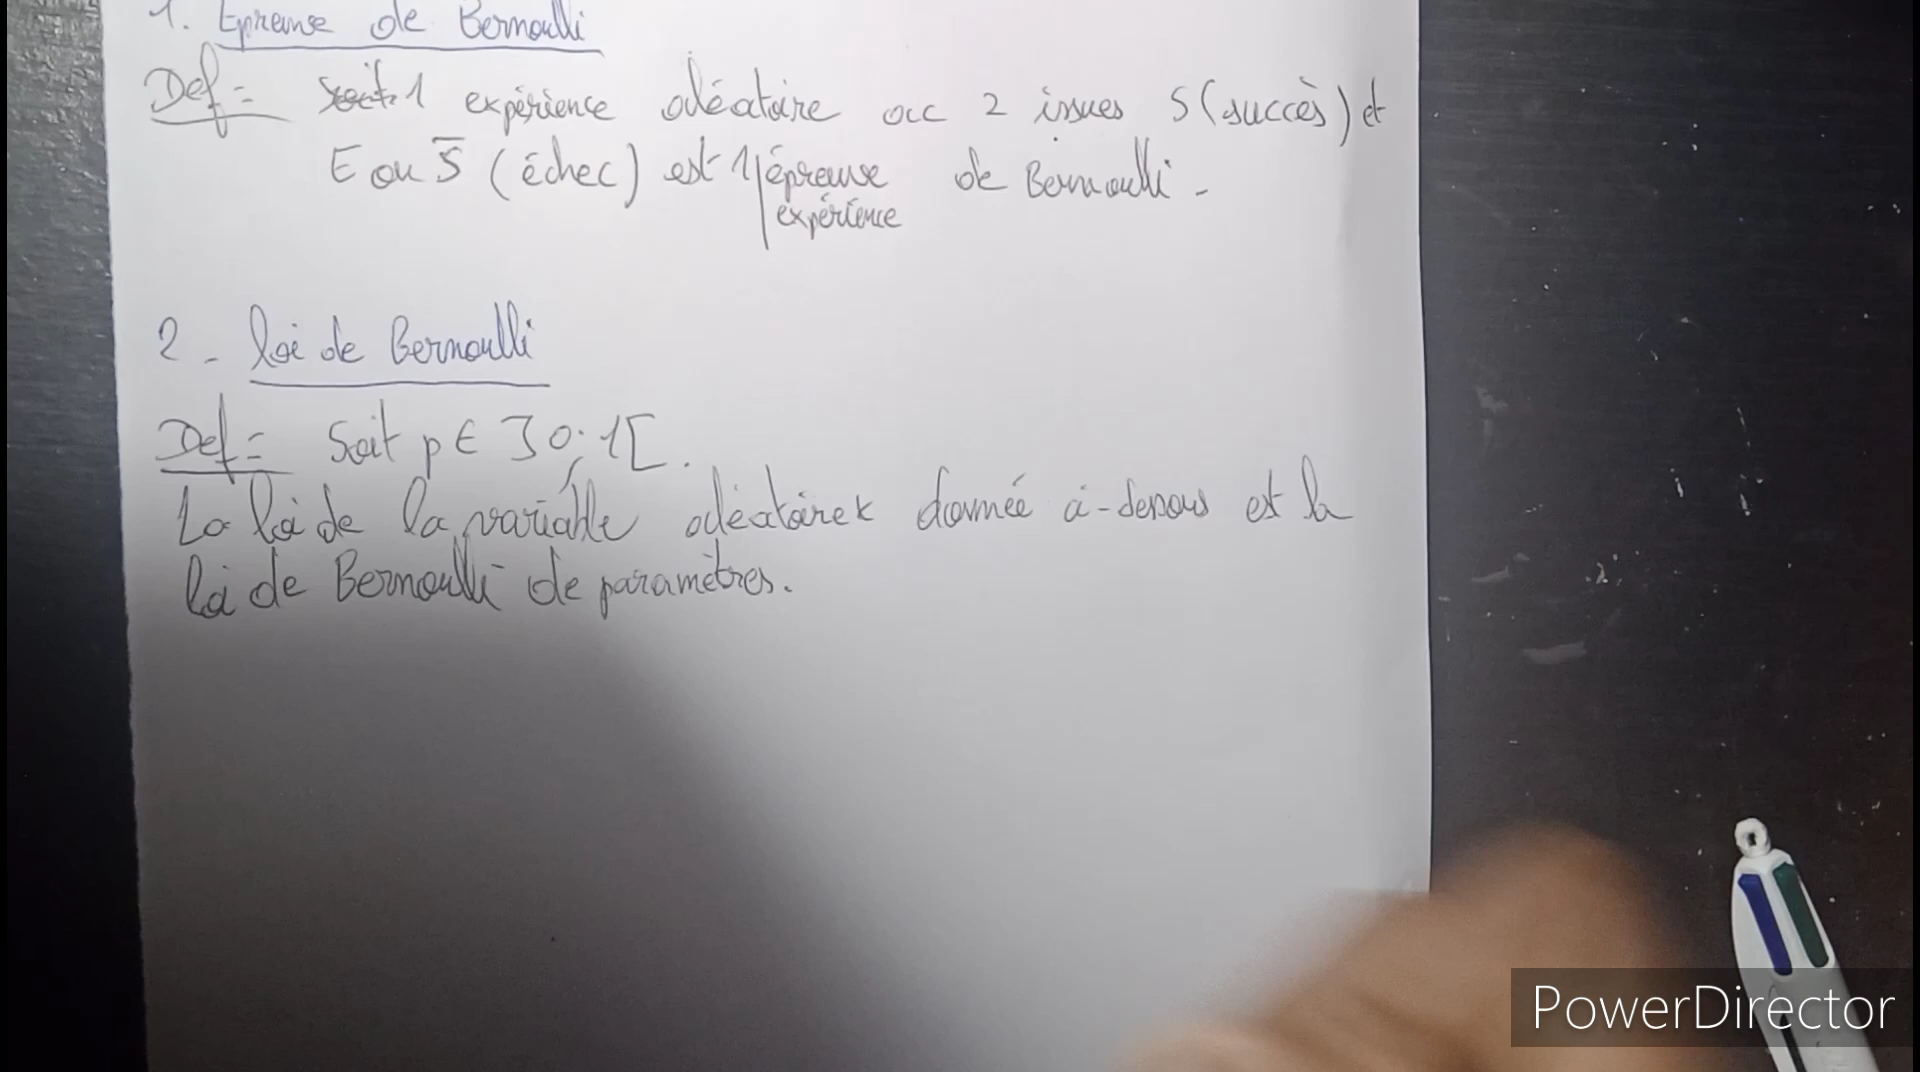 1. Epreuve de Bernoulli
Def= Soit 1 expérience aléatoire acc 2 issues S (succès) et
E ou S̅ (échec) est 1 épreuve de Bernoulli -
expérience
2 - loi de Bernoulli
Def= Soit p ∈ ]0;1[.
La loi de la variable aléatoire x donnée ci-dessous est la
loi de Bernoulli de paramètres.
PowerDirector